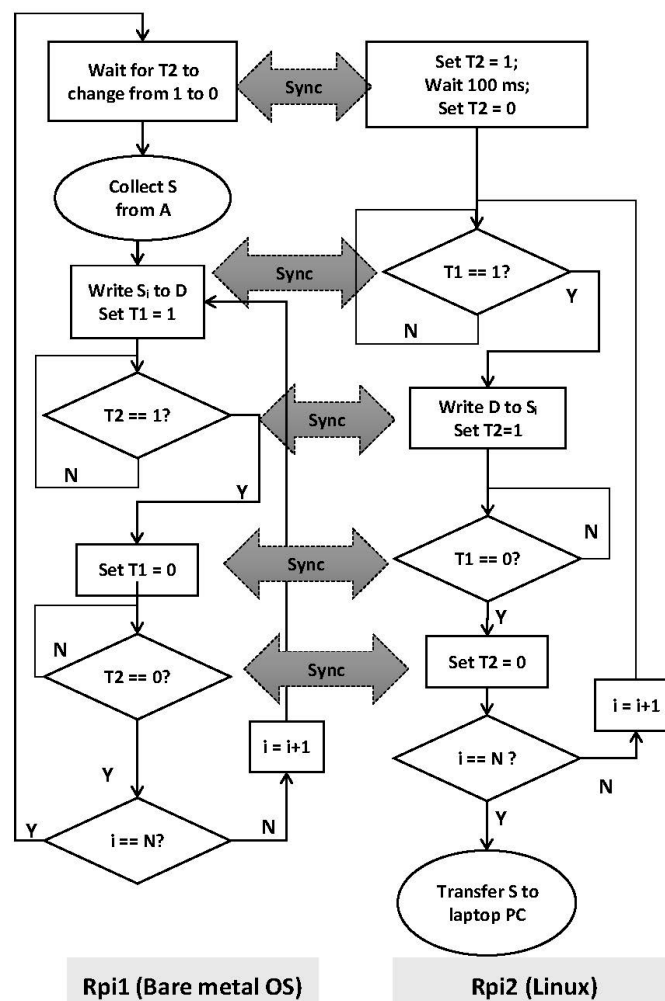 Wait for T2 to
change from 1 to 0
Sync
Set T2 = 1;
Wait 100 ms;
Set T2 = 0
Collect S
from A
Write Sᵢ to D
Set T1 = 1
Sync
T1 == 1?
Y
N
T2 == 1?
N
Y
Sync
Write D to Sᵢ
Set T2=1
Set T1 = 0
Sync
T1 == 0?
N
Y
N
T2 == 0?
Y
Sync
Set T2 = 0
i = i+1
i = i+1
i == N ?
N
Y
Y
i == N?
N
Transfer S to
laptop PC
Rpi1 (Bare metal OS)
Rpi2 (Linux)